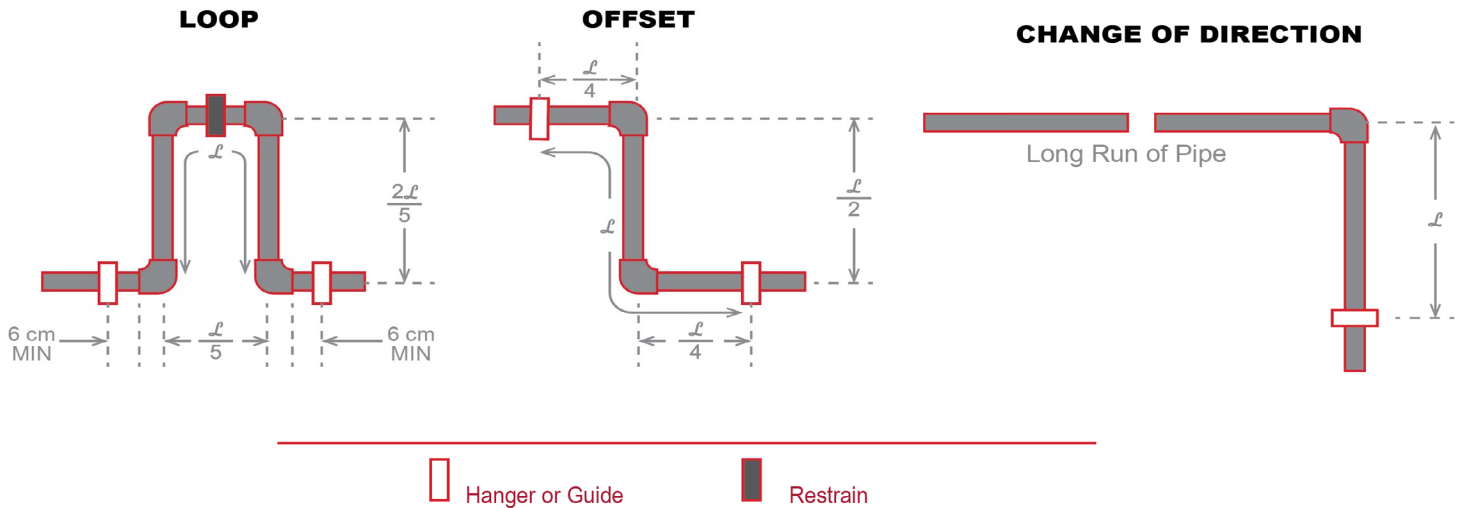 LOOP
OFFSET
CHANGE OF DIRECTION
ℒ
2ℒ
5
6 cm
MIN
ℒ
5
6 cm
MIN
ℒ
4
ℒ
ℒ
2
ℒ
4
Long Run of Pipe
ℒ
Hanger or Guide
Restrain